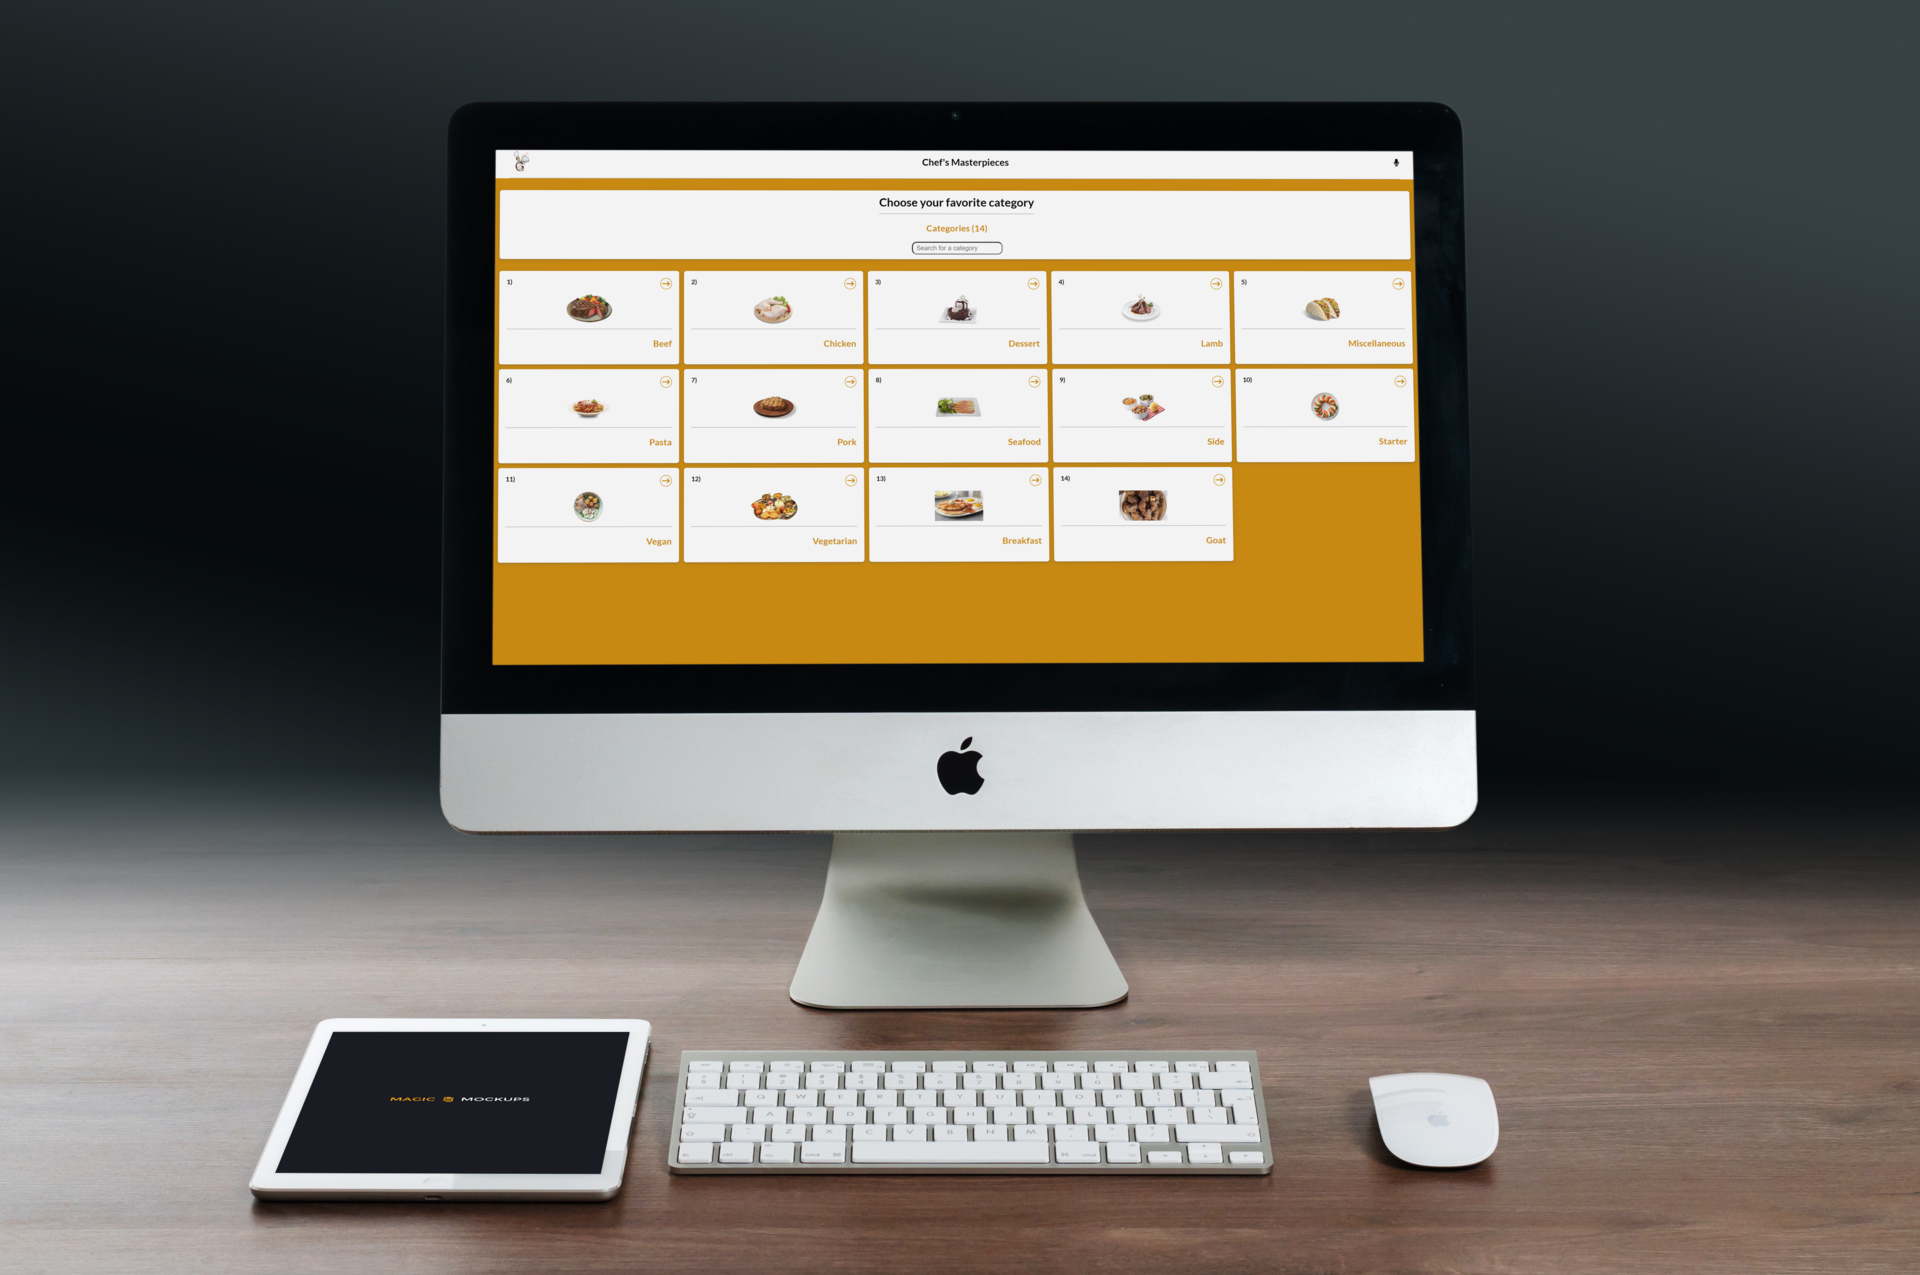 Chef's Masterpieces
Choose your favorite category
Categories (14)
Search for a category
1)
Beef
2)
Chicken
3)
Dessert
4)
Lamb
5)
Miscellaneous
6)
Pasta
7)
Pork
8)
Seafood
9)
Side
10)
Starter
11)
Vegan
12)
Vegetarian
13)
Breakfast
14)
Goat
MAGIC MOCKUPS
Q W E R T Y U I O P
A S D F G H J K L
Z X C V B N M
cmd
cmd